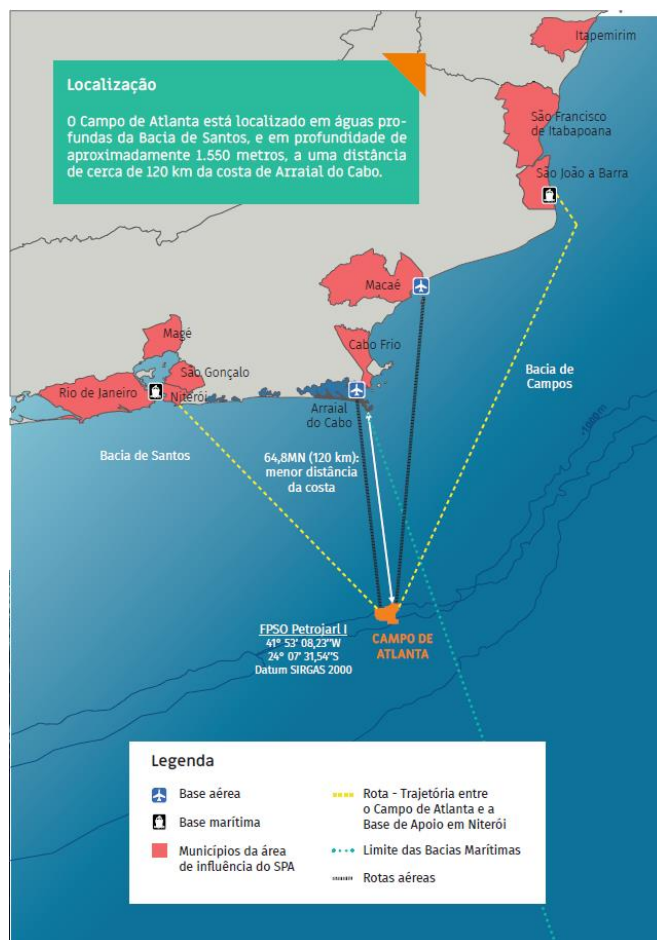 Itapemirim
Localização
O Campo de Atlanta está localizado em águas pro-
fundas da Bacia de Santos, e em profundidade de
aproximadamente 1.550 metros, a uma distância
de cerca de 120 km da costa de Arraial do Cabo.
São Francisco
de Itabapoana
São João a Barra
Macaé
Magé
Cabo Frio
São Gonçalo
Rio de Janeiro
Niterói
Bacia de
Campos
Arraial
do Cabo
-1000 m
Bacia de Santos
64,8MN (120 km):
menor distância
da costa
FPSO Petrojarl I
41° 53' 08,23"W
24° 07' 31,54"S
Datum SIRGAS 2000
CAMPO DE
ATLANTA
Legenda
Base aérea
Base marítima
Municípios da área
de influência do SPA
Rota - Trajetória entre
o Campo de Atlanta e a
Base de Apoio em Niterói
Limite das Bacias Marítimas
Rotas aéreas